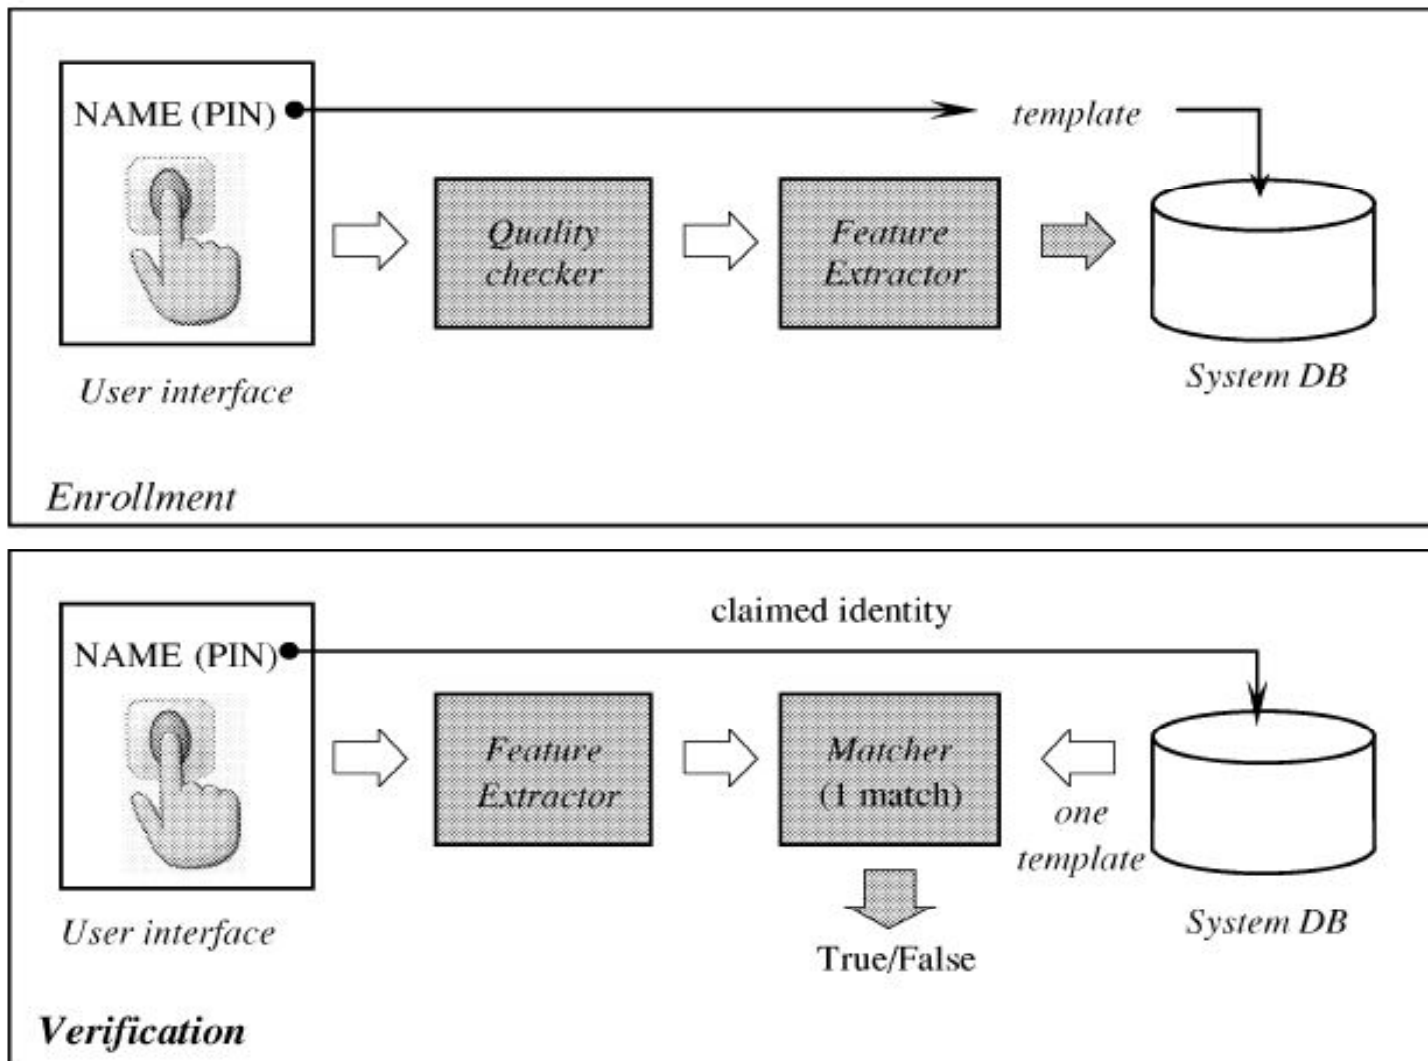 NAME (PIN)
template
Quality
checker
Feature
Extractor
User interface
System DB
Enrollment
claimed identity
NAME (PIN)
Feature
Extractor
Matcher
(1 match)
one
template
User interface
True/False
System DB
Verification